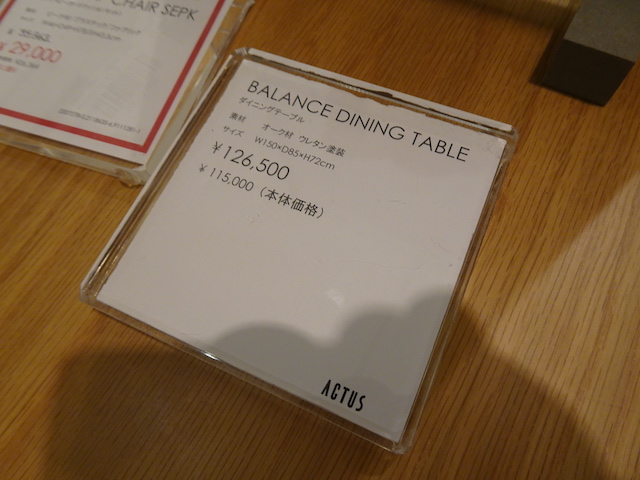 CHAIR SEPK
29,000
BALANCE DINING TABLE
ダイニングテーブル
素材 オーク材 ウレタン塗装
サイズ W150×D85×H72cm
¥126,500
¥115,000（本体価格）
ACTUS